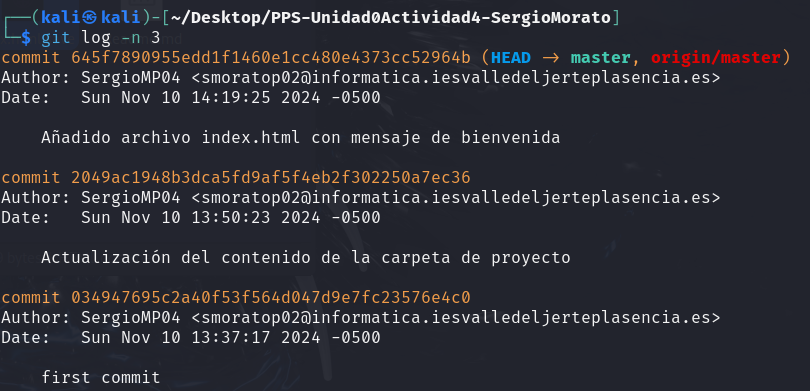 ┌──(kali㉿kali)-[~/Desktop/PPS-Unidad0Actividad4-SergioMorato]
└─$ git log -n 3
commit 645f7890955edd1f1460e1cc480e4373cc52964b (HEAD -> master, origin/master)
Author: SergioMP04 <smoratop02@informatica.iesvalledeljerteplasencia.es>
Date:   Sun Nov 10 14:19:25 2024 -0500

    Añadido archivo index.html con mensaje de bienvenida

commit 2049ac1948b3dca5fd9af5f4eb2f302250a7ec36
Author: SergioMP04 <smoratop02@informatica.iesvalledeljerteplasencia.es>
Date:   Sun Nov 10 13:50:23 2024 -0500

    Actualización del contenido de la carpeta de proyecto

commit 034947695c2a40f53f564d047d9e7fc23576e4c0
Author: SergioMP04 <smoratop02@informatica.iesvalledeljerteplasencia.es>
Date:   Sun Nov 10 13:37:17 2024 -0500

    first commit